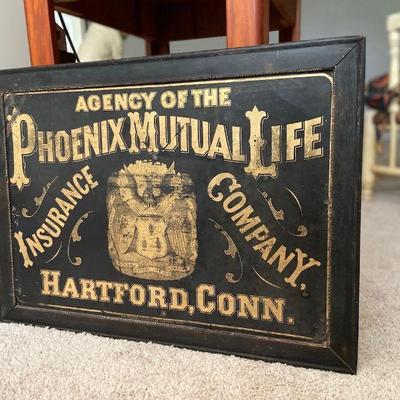 AGENCY OF THE
PHOENIX MUTUAL LIFE
INSURANCE COMPANY,
HARTFORD, CONN.